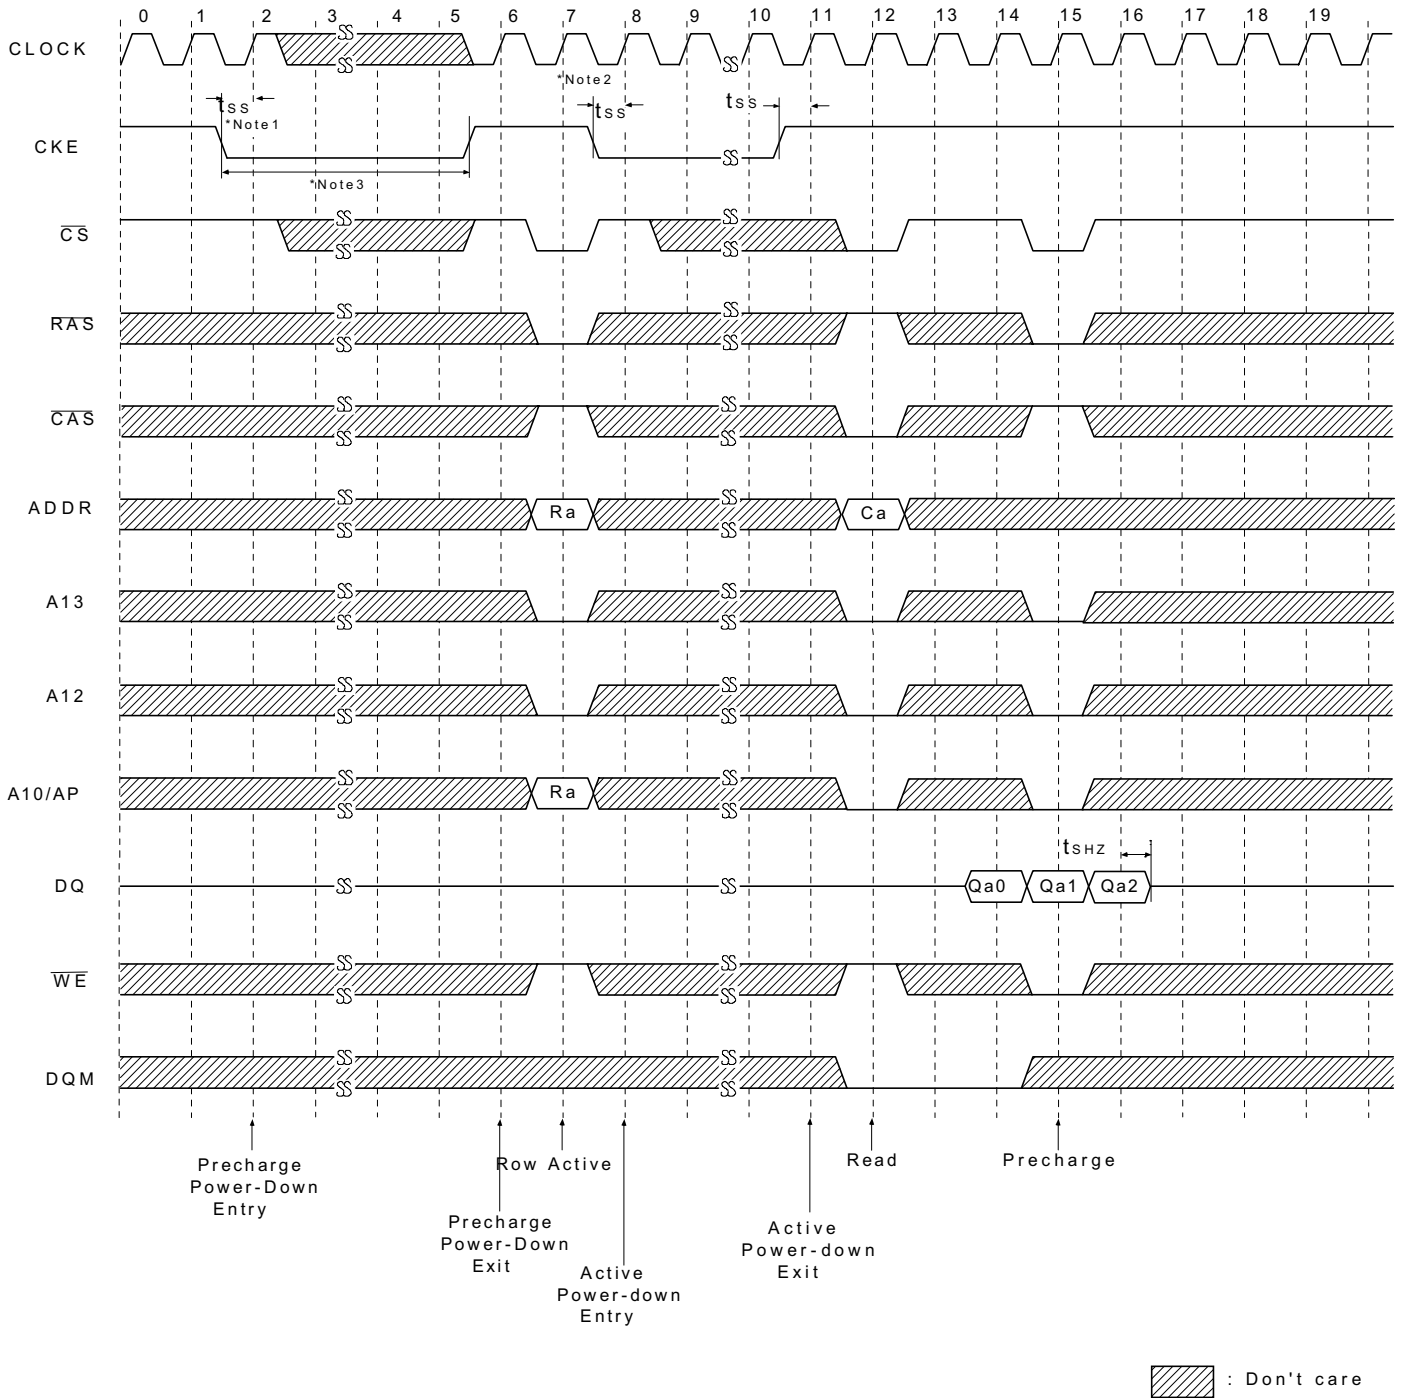 0 1 2 3 4 5 6 7 8 9 10 11 12 13 14 15 16 17 18 19
CLOCK
*Note2
tSS
*Note1
tSS
tSS
CKE
*Note3
CS
RAS
CAS
ADDR
Ra
Ca
A13
A12
A10/AP
Ra
tSHZ
DQ
Qa0
Qa1
Qa2
WE
DQM
Precharge
Power-Down
Entry
Row Active
Read
Precharge
Precharge
Power-Down
Exit
Active
Power-down
Exit
Active
Power-down
Entry
: Don't care